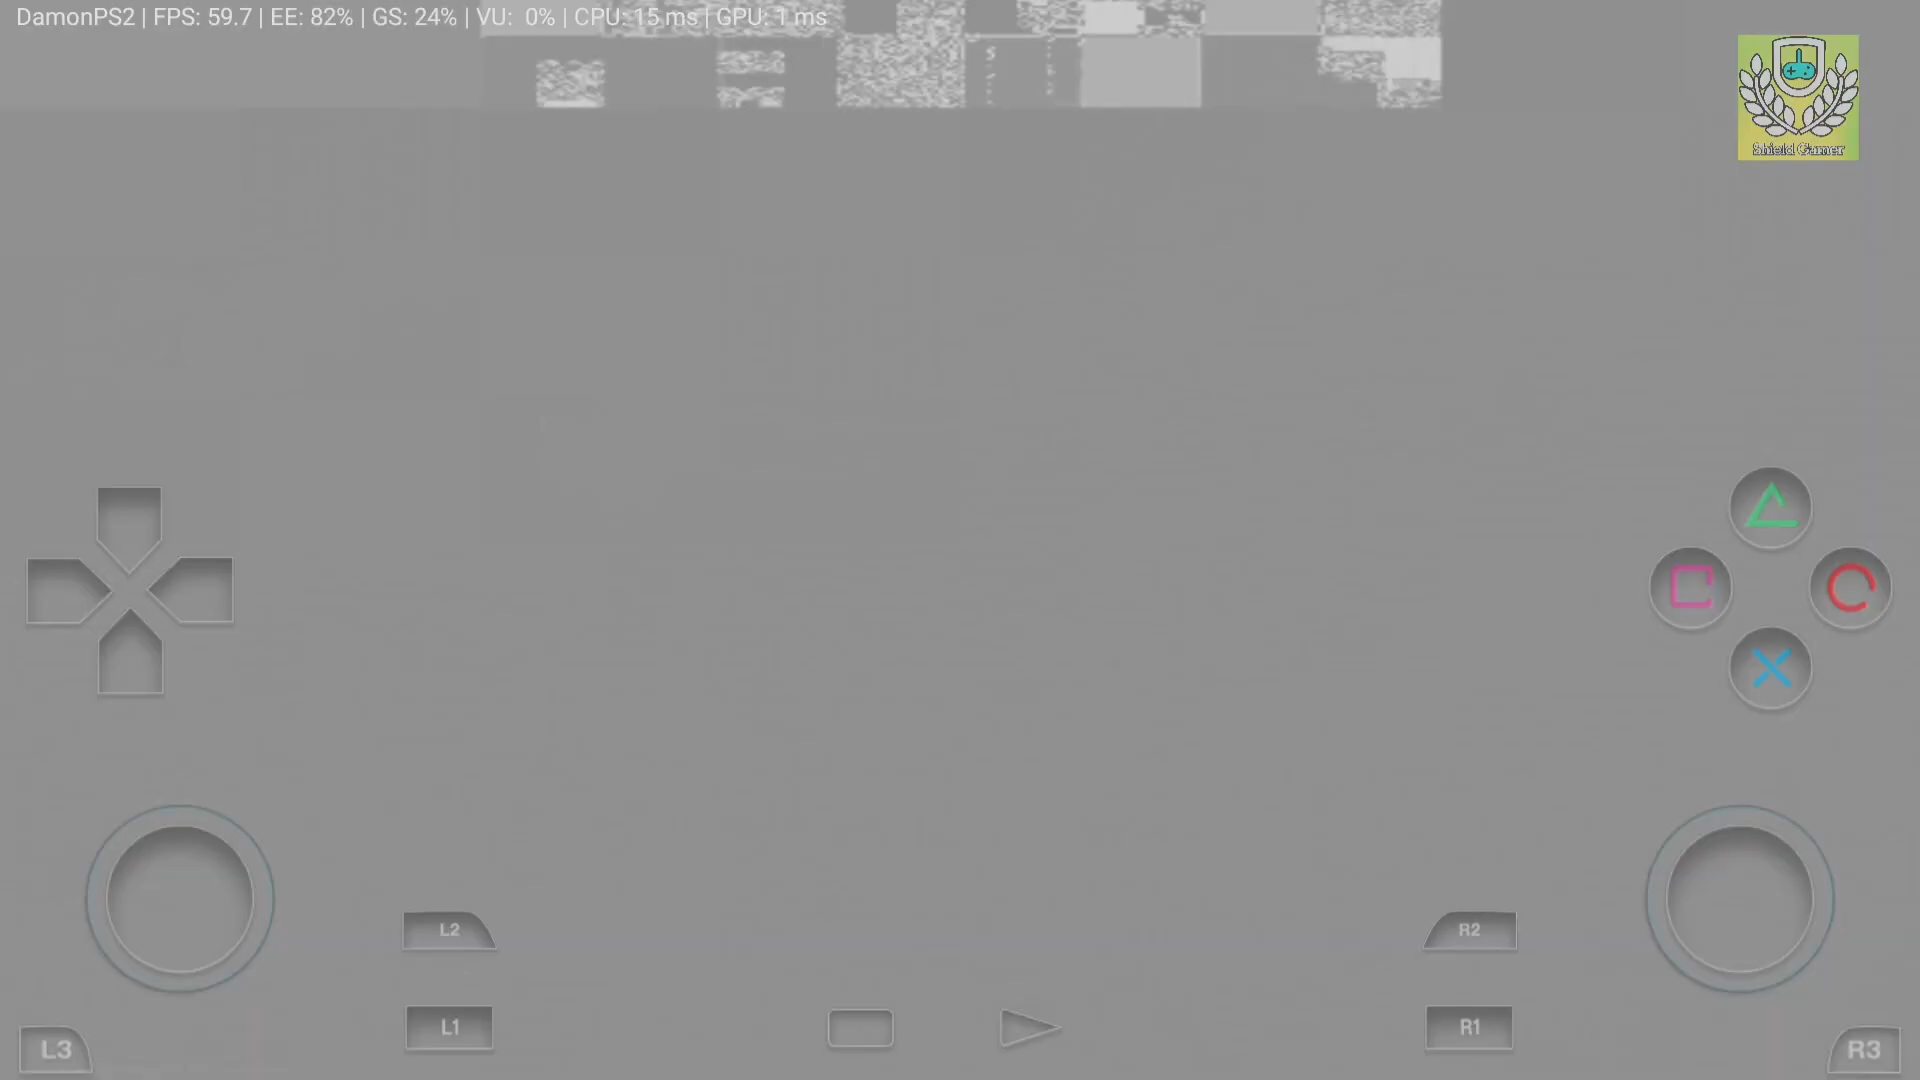 DamonPS2 | FPS: 59.7 | EE: 82% | GS: 24% | VU: 0% | CPU: 15 ms | GPU: 1 ms
Shield Gamer
L2
R2
L1
R1
L3
R3